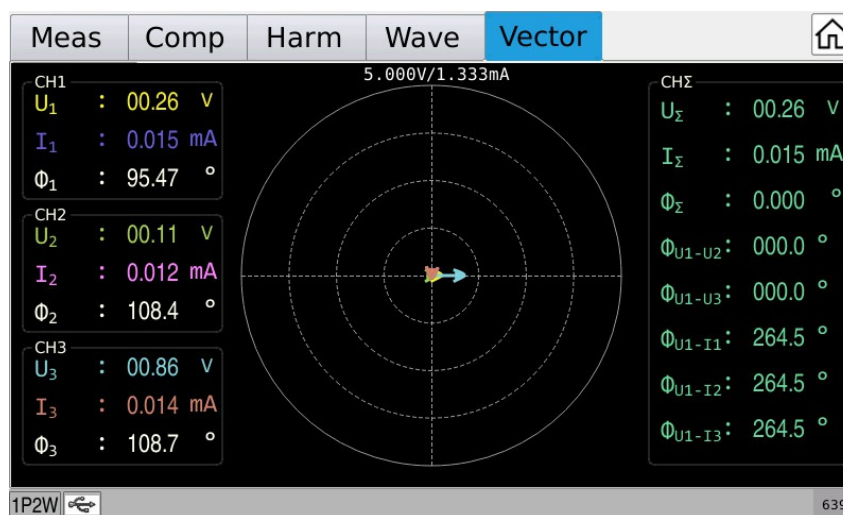 Meas Comp Harm Wave Vector
5.000V/1.333mA
CH1
U1 : 00.26 V
I1 : 0.015 mA
Φ1 : 95.47 °
CH2
U2 : 00.11 V
I2 : 0.012 mA
Φ2 : 108.4 °
CH3
U3 : 00.86 V
I3 : 0.014 mA
Φ3 : 108.7 °
CHΣ
UΣ : 00.26 V
IΣ : 0.015 mA
ΦΣ : 0.000 °
ΦU1-U2: 000.0 °
ΦU1-U3: 000.0 °
ΦU1-I1: 264.5 °
ΦU1-I2: 264.5 °
ΦU1-I3: 264.5 °
1P2W
639